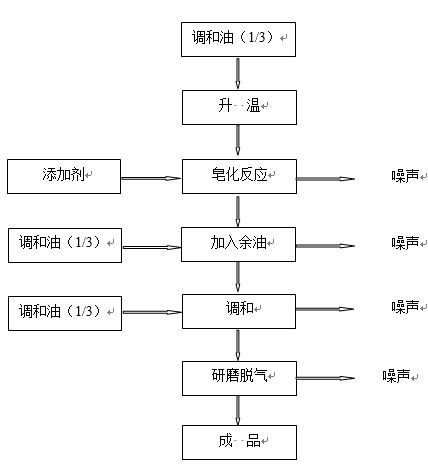 调和油（1/3）
升  温
添加剂
皂化反应
噪声
调和油（1/3）
加入余油
噪声
调和油（1/3）
调和
噪声
研磨脱气
噪声
成  品